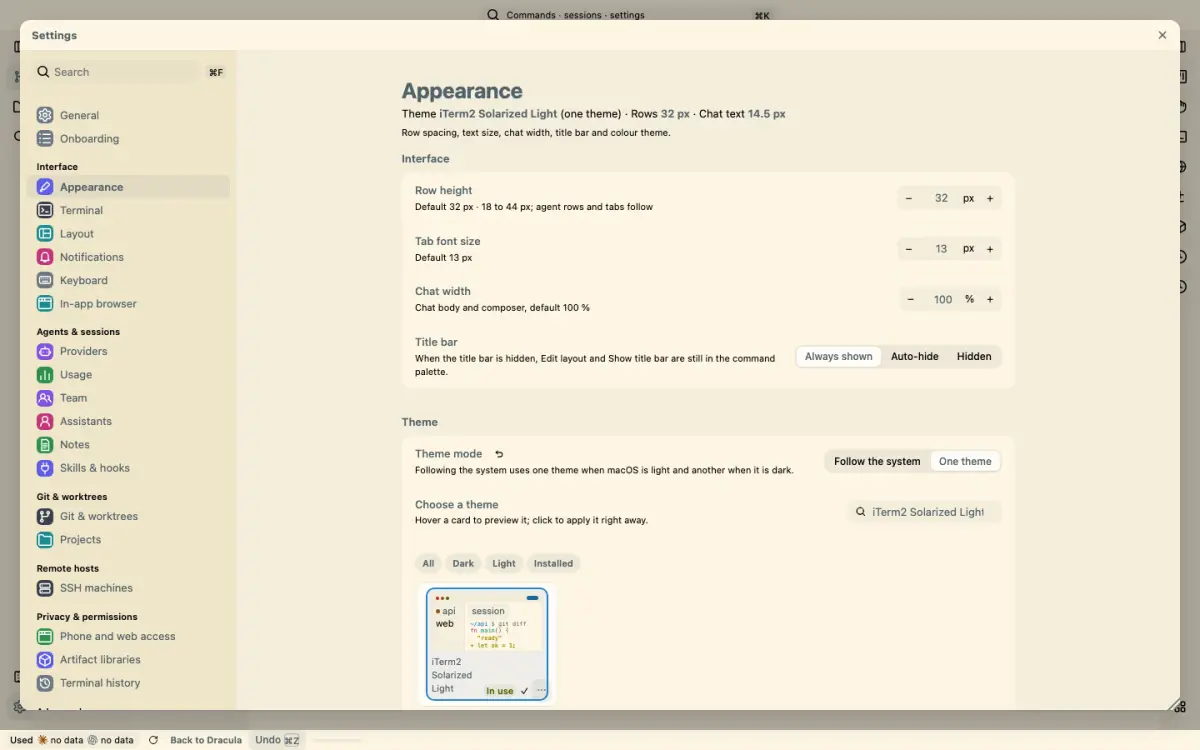 Commands · sessions · settings ⌘K
Settings
Search ⌘F
General
Onboarding
Interface
Appearance
Terminal
Layout
Notifications
Keyboard
In-app browser
Agents & sessions
Providers
Usage
Team
Assistants
Notes
Skills & hooks
Git & worktrees
Git & worktrees
Projects
Remote hosts
SSH machines
Privacy & permissions
Phone and web access
Artifact libraries
Terminal history
Appearance
Theme iTerm2 Solarized Light (one theme) · Rows 32 px · Chat text 14.5 px
Row spacing, text size, chat width, title bar and colour theme.
Interface
Row height
Default 32 px · 18 to 44 px; agent rows and tabs follow
− 32 px +
Tab font size
Default 13 px
− 13 px +
Chat width
Chat body and composer, default 100 %
− 100 % +
Title bar
When the title bar is hidden, Edit layout and Show title bar are still in the command
palette.
Always shown Auto-hide Hidden
Theme
Theme mode
Following the system uses one theme when macOS is light and another when it is dark.
Follow the system One theme
Choose a theme
Hover a card to preview it; click to apply it right away.
iTerm2 Solarized Light
All Dark Light Installed
api session
web
~/api $ git diff
fn main() {
"ready"
+ let ok = 1;
iTerm2
Solarized
Light
In use ✓ ...
Used no data no data Back to Dracula Undo ⌘Z